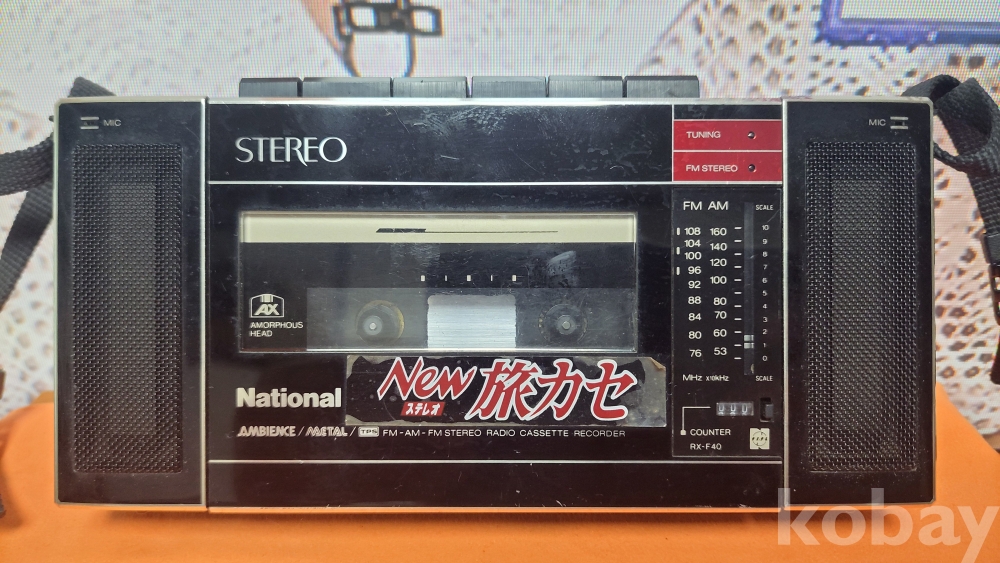 MIC
MIC
STEREO
TUNING
FM STEREO
FM AM
SCALE
108 160
104 140
100 120
96 100
92
88 80
84 70
80 60
76 53
10
9
8
7
6
5
4
3
2
1
0
MHz x10kHz
SCALE
AX
AMORPHOUS
HEAD
National
New 旅カセ
ステレオ
AMBIENCE / METAL / TPS FM-AM-FM STEREO RADIO CASSETTE RECORDER
000
COUNTER
RX-F40
kobay